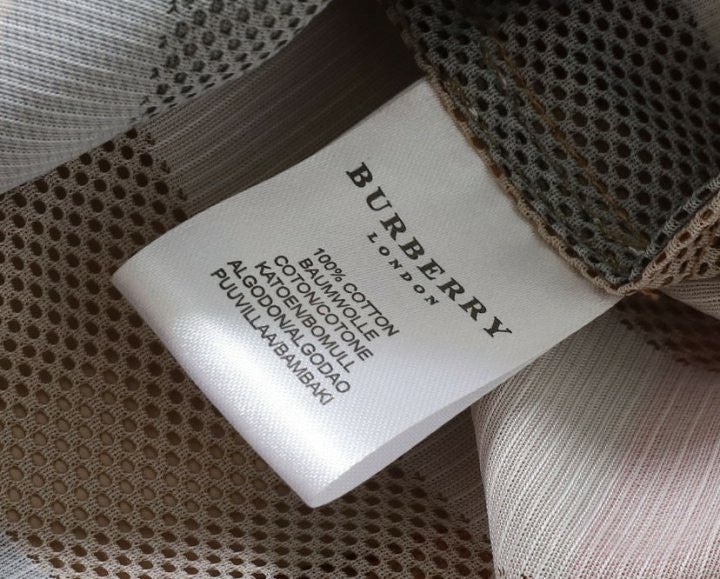 BURBERRY
LONDON
100% COTTON
BAUMWOLLE
COTON/COTONE
KATOEN/BOMULL
ALGODON/ALGODAO
PUUVILLAA/BAMBAKI